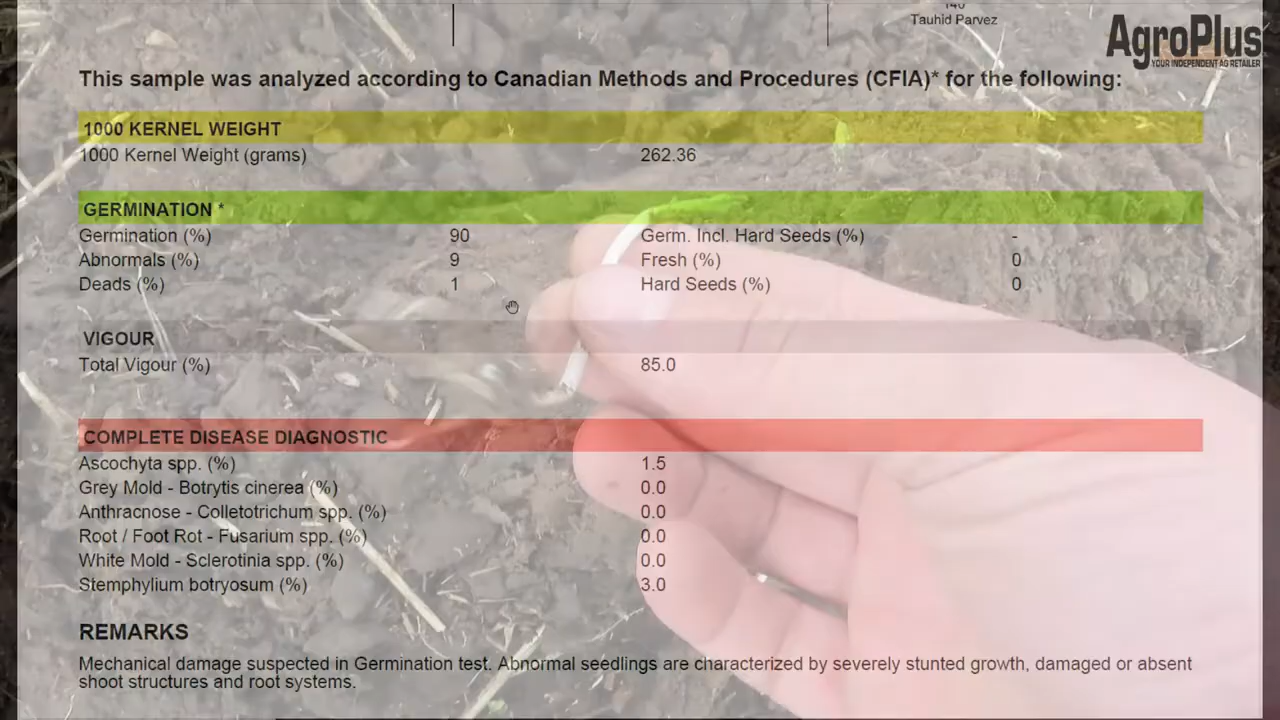 Tauhid Parvez
AgroPlus
YOUR INDEPENDENT AG RETAILER
This sample was analyzed according to Canadian Methods and Procedures (CFIA)* for the following:
1000 KERNEL WEIGHT
1000 Kernel Weight (grams) 262.36
GERMINATION *
Germination (%) 90 Germ. Incl. Hard Seeds (%) -
Abnormals (%) 9 Fresh (%) 0
Deads (%) 1 Hard Seeds (%) 0
VIGOUR
Total Vigour (%) 85.0
COMPLETE DISEASE DIAGNOSTIC
Ascochyta spp. (%) 1.5
Grey Mold - Botrytis cinerea (%) 0.0
Anthracnose - Colletotrichum spp. (%) 0.0
Root / Foot Rot - Fusarium spp. (%) 0.0
White Mold - Sclerotinia spp. (%) 0.0
Stemphylium botryosum (%) 3.0
REMARKS
Mechanical damage suspected in Germination test. Abnormal seedlings are characterized by severely stunted growth, damaged or absent
shoot structures and root systems.